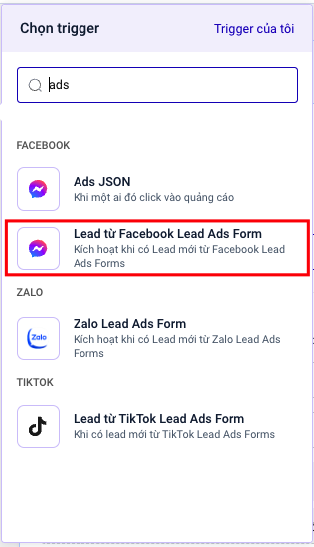 Chọn trigger
Trigger của tôi
ads
FACEBOOK
Ads JSON
Khi một ai đó click vào quảng cáo
Lead từ Facebook Lead Ads Form
Kích hoạt khi có Lead mới từ Facebook Lead
Ads Forms
ZALO
Zalo
Zalo Lead Ads Form
Kích hoạt khi có Lead mới từ Zalo Lead Ads
Forms
TIKTOK
Lead từ TikTok Lead Ads Form
Khi có lead mới từ TikTok Lead Ads Forms